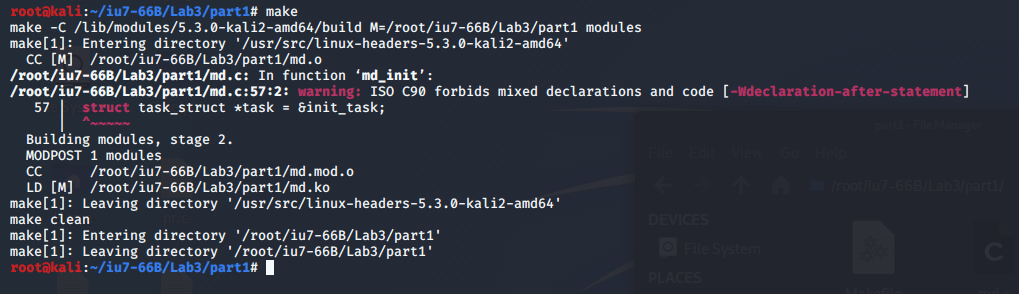 root@kali:~/iu7-66B/Lab3/part1# make
make -C /lib/modules/5.3.0-kali2-amd64/build M=/root/iu7-66B/Lab3/part1 modules
make[1]: Entering directory '/usr/src/linux-headers-5.3.0-kali2-amd64'
  CC [M]  /root/iu7-66B/Lab3/part1/md.o
/root/iu7-66B/Lab3/part1/md.c: In function ‘md_init’:
/root/iu7-66B/Lab3/part1/md.c:57:2: warning: ISO C90 forbids mixed declarations and code [-Wdeclaration-after-statement]
   57 |  struct task_struct *task = &init_task;
      |  ^~~~~~
  Building modules, stage 2.
  MODPOST 1 modules
  CC      /root/iu7-66B/Lab3/part1/md.mod.o
  LD [M]  /root/iu7-66B/Lab3/part1/md.ko
make[1]: Leaving directory '/usr/src/linux-headers-5.3.0-kali2-amd64'
make clean
make[1]: Entering directory '/root/iu7-66B/Lab3/part1'
make[1]: Leaving directory '/root/iu7-66B/Lab3/part1'
root@kali:~/iu7-66B/Lab3/part1#
part1 - File Manager
File Edit View Go Help
/root/iu7-66B/Lab3/part1/
DEVICES
File System
PLACES
Makefile